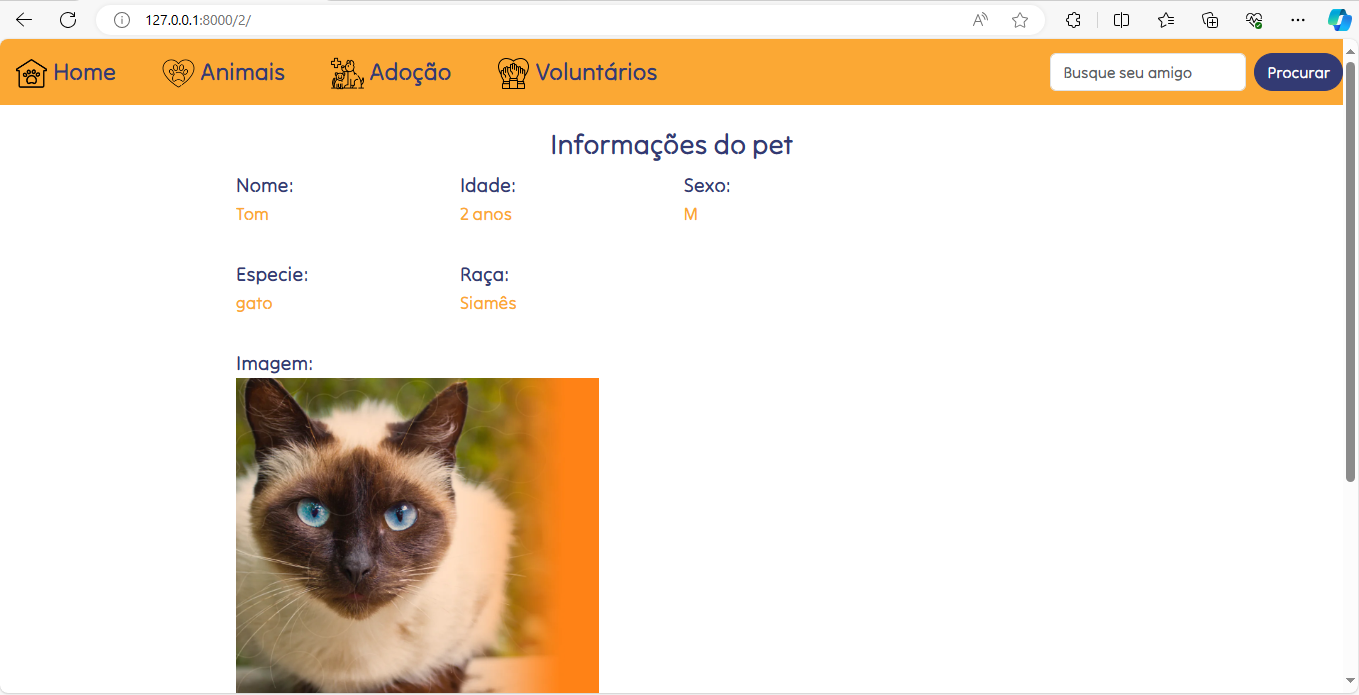 127.0.0.1:8000/2/
Home Animais Adoção Voluntários Busque seu amigo Procurar
Informações do pet
Nome: Idade: Sexo:
Tom 2 anos M
Especie: Raça:
gato Siamês
Imagem: